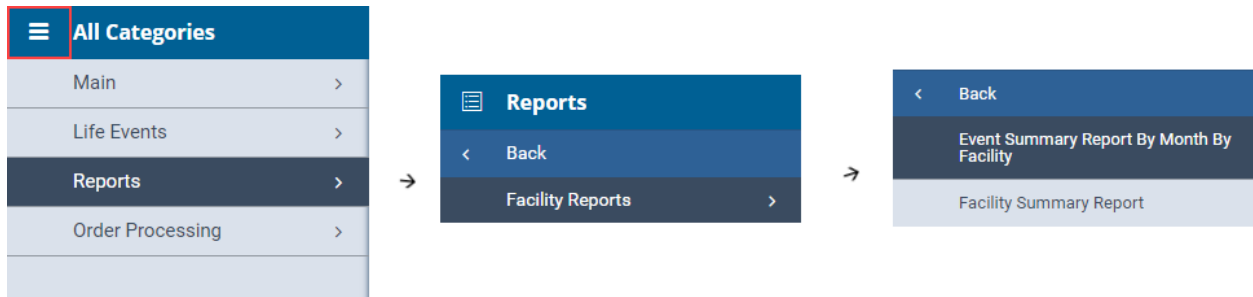 All Categories
Main
Life Events
Reports
Order Processing
Reports
Back
Facility Reports
Back
Event Summary Report By Month By
Facility
Facility Summary Report